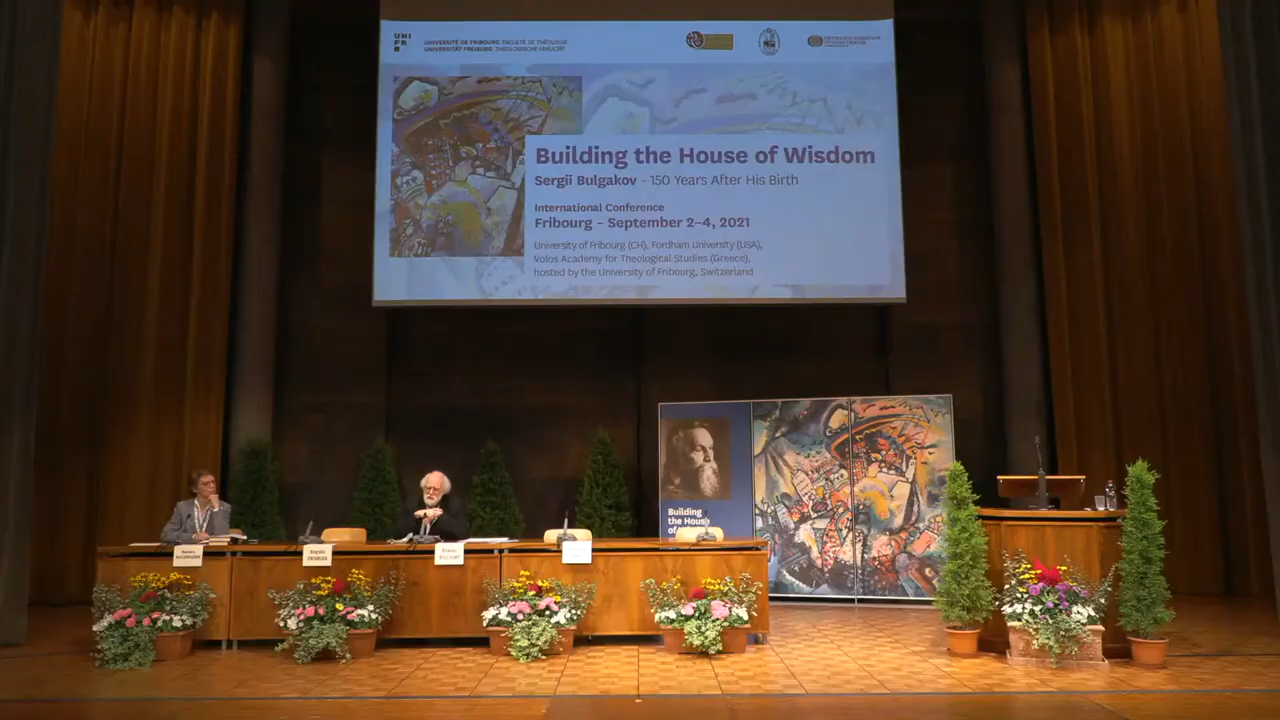 UNI
FR
UNIVERSITÉ DE FRIBOURG FACULTÉ DE THÉOLOGIE
UNIVERSITÄT FREIBURG THEOLOGISCHE FAKULTÄT
Building the House of Wisdom
Sergii Bulgakov - 150 Years After His Birth
International Conference
Fribourg – September 2–4, 2021
University of Fribourg (CH), Fordham University (USA),
Volos Academy for Theological Studies (Greece),
hosted by the University of Fribourg, Switzerland
Building
the House